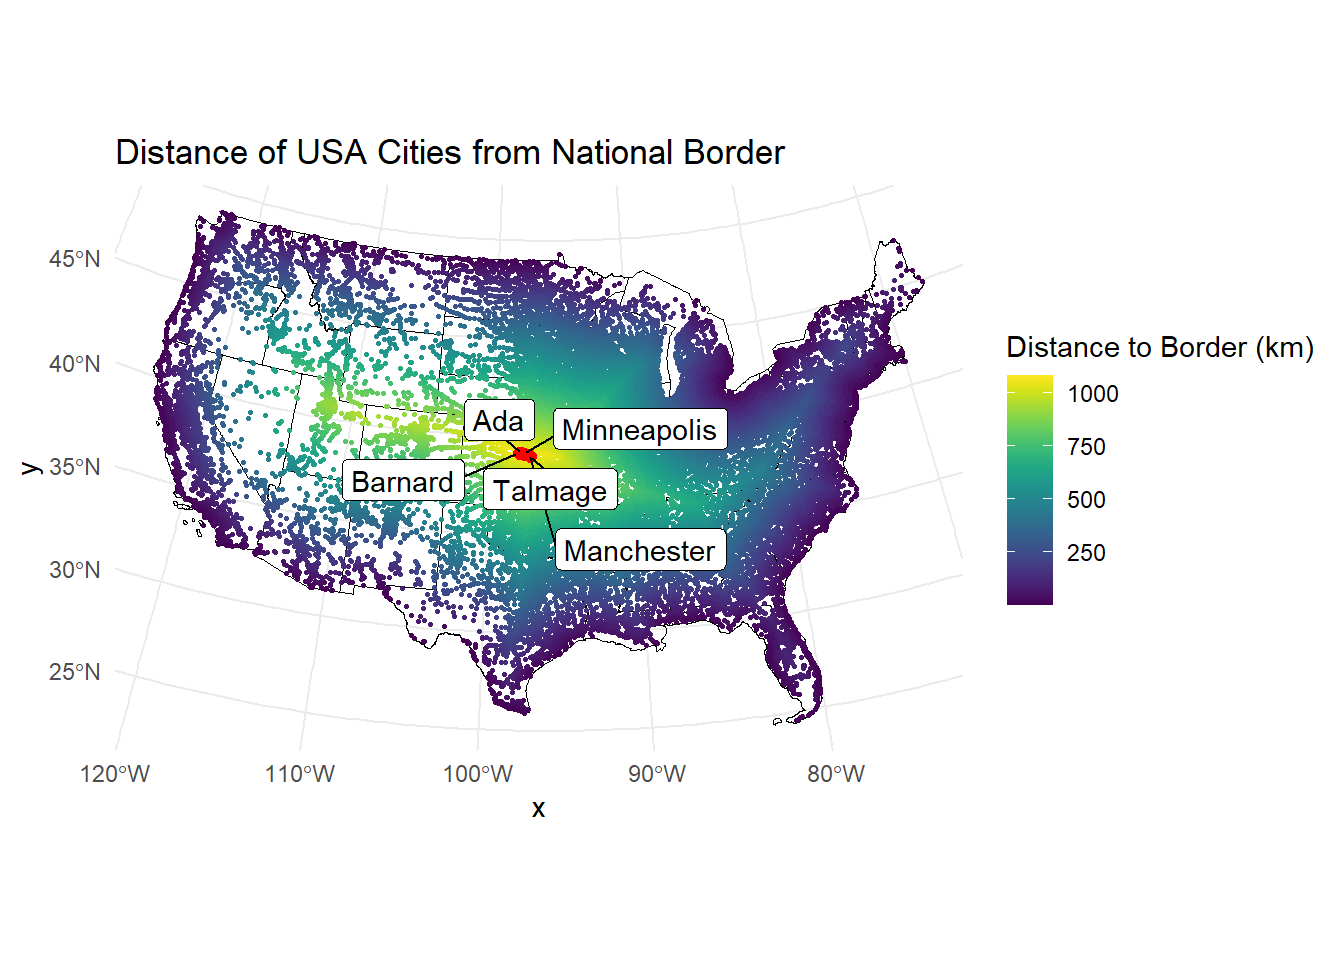 Distance of USA Cities from National Border
45°N
40°N
35°N
30°N
25°N
y
Ada
Minneapolis
Barnard
Talmage
Manchester
120°W
110°W
100°W
90°W
80°W
x
Distance to Border (km)
1000
750
500
250